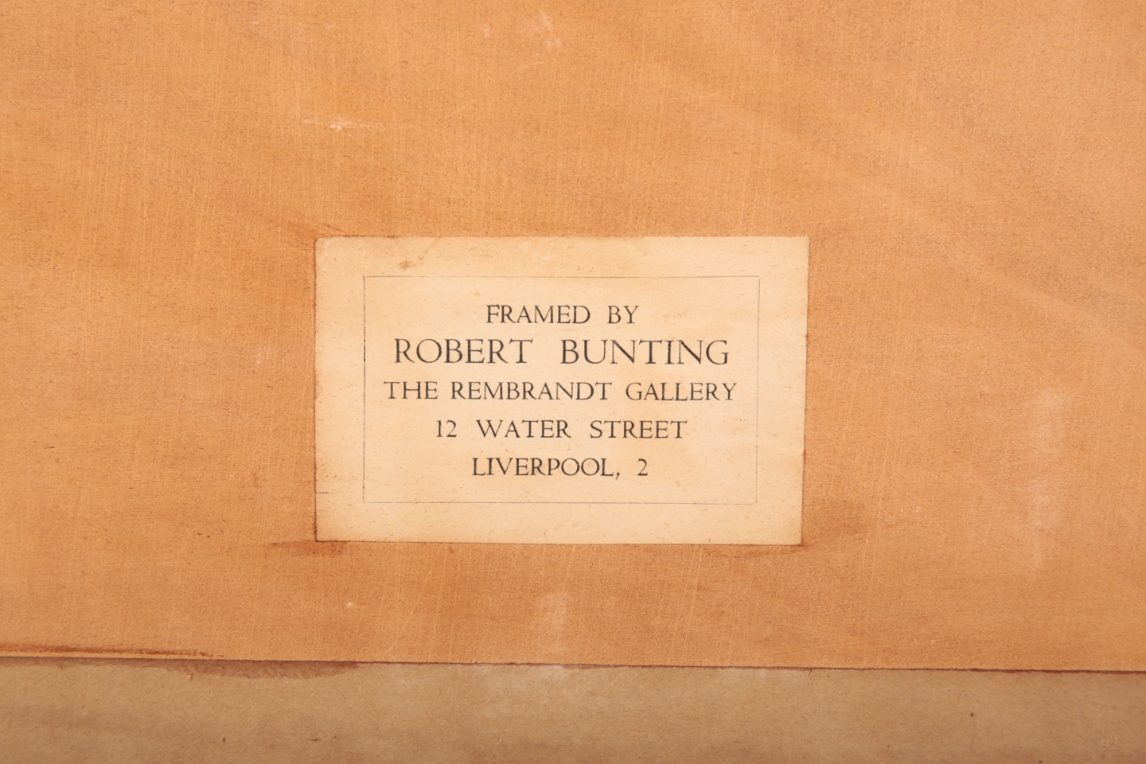 FRAMED BY
ROBERT BUNTING
THE REMBRANDT GALLERY
12 WATER STREET
LIVERPOOL, 2